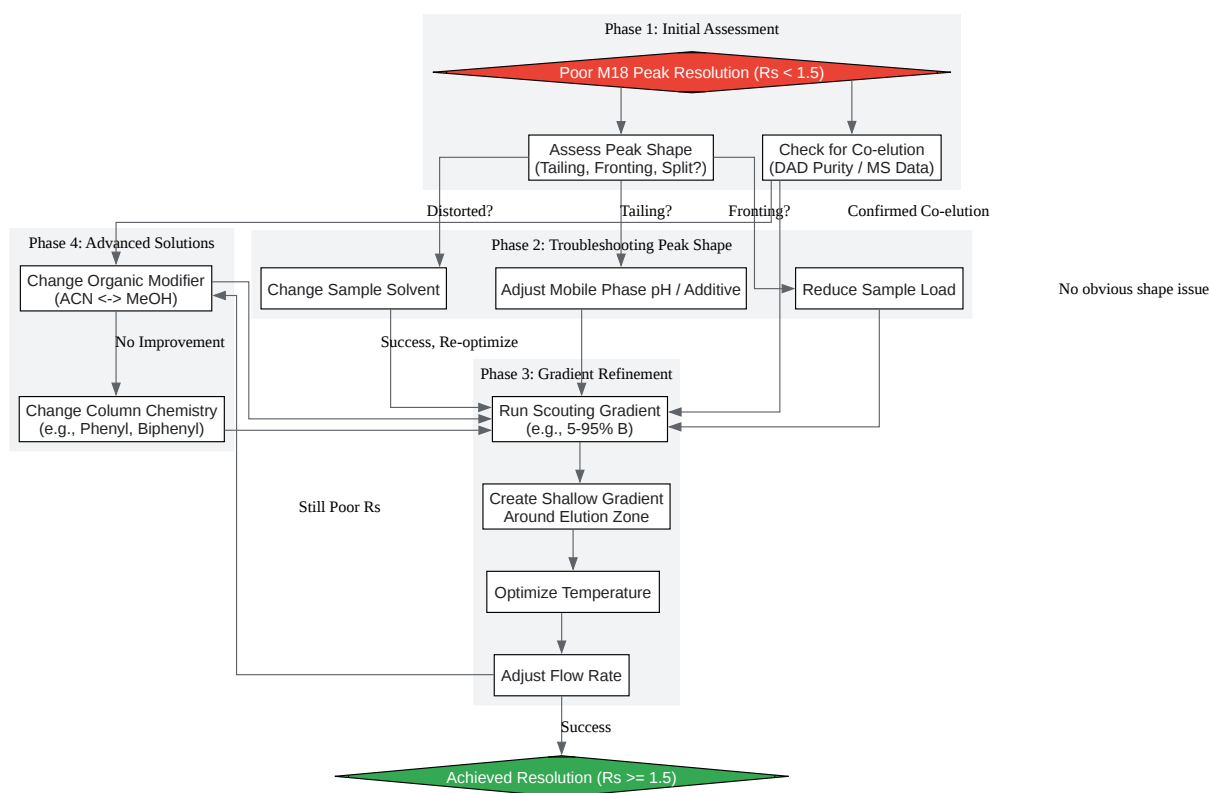 Phase 1: Initial Assessment
Poor M18 Peak Resolution (Rs < 1.5)
Assess Peak Shape
(Tailing, Fronting, Split?)
Check for Co-elution
(DAD Purity / MS Data)
Distorted?
Tailing?
Fronting?
Confirmed Co-elution
Phase 4: Advanced Solutions
Phase 2: Troubleshooting Peak Shape
Change Organic Modifier
(ACN <-> MeOH)
Change Sample Solvent
Adjust Mobile Phase pH / Additive
Reduce Sample Load
No obvious shape issue
No Improvement
Success, Re-optimize
Phase 3: Gradient Refinement
Change Column Chemistry
(e.g., Phenyl, Biphenyl)
Run Scouting Gradient
(e.g., 5-95% B)
Create Shallow Gradient
Around Elution Zone
Still Poor Rs
Optimize Temperature
Adjust Flow Rate
Success
Achieved Resolution (Rs >= 1.5)